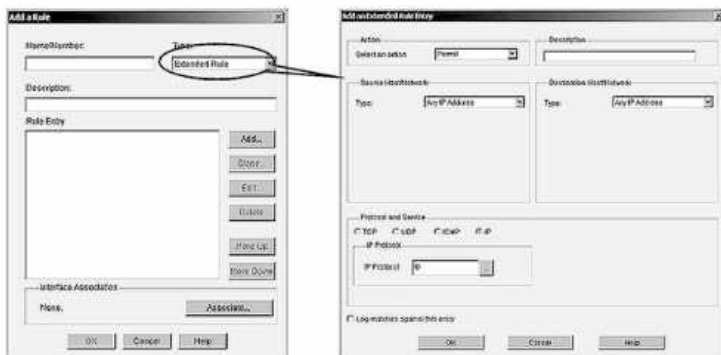 Add a Rule
Name/Number:
Type:
Extended Rule
Description:
Rule Entry
Add...
Clone...
Edit...
Delete
Move Up
Move Down
Interface Association
None.
Associate...
OK
Cancel
Help
Add an Extended Rule Entry
Action
Select an action
Permit
Description
Source Host/Network
Type:
Any IP Address
Destination Host/Network
Type:
Any IP Address
Protocol and Service
TCP
UDP
ICMP
IP
IP Protocol
IP Protocol
...
Log matches against this entry
OK
Cancel
Help